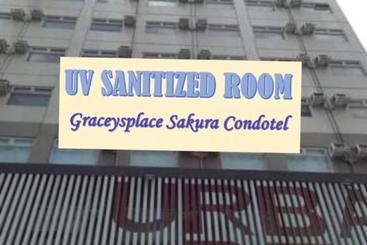 UV SANITIZED ROOM
Graceysplace Sakura Condotel
URBA